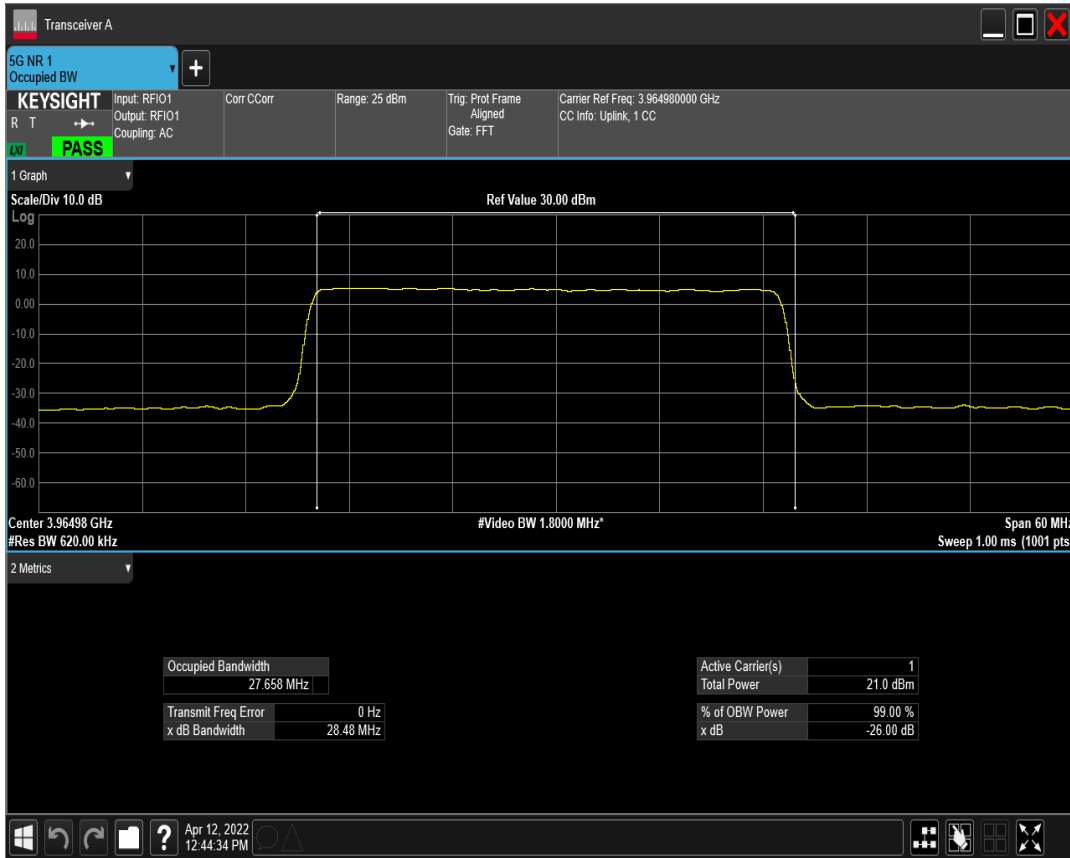 Transceiver A
5G NR 1
Occupied BW
KEYSIGHT
R T
LXI
PASS
Input: RFIO1
Output: RFIO1
Coupling: AC
Corr CCorr
Range: 25 dBm
Trig: Prot Frame
Aligned
Gate: FFT
Carrier Ref Freq: 3.964980000 GHz
CC Info: Uplink, 1 CC
1 Graph
Scale/Div 10.0 dB
Ref Value 30.00 dBm
Log
20.0
10.0
0.00
-10.0
-20.0
-30.0
-40.0
-50.0
-60.0
Center 3.96498 GHz
#Video BW 1.8000 MHz*
Span 60 MHz
#Res BW 620.00 kHz
Sweep 1.00 ms (1001 pts
2 Metrics
Occupied Bandwidth
27.658 MHz
Transmit Freq Error 0 Hz
x dB Bandwidth 28.48 MHz
Active Carrier(s) 1
Total Power 21.0 dBm
% of OBW Power 99.00 %
x dB -26.00 dB
?
Apr 12, 2022
12:44:34 PM